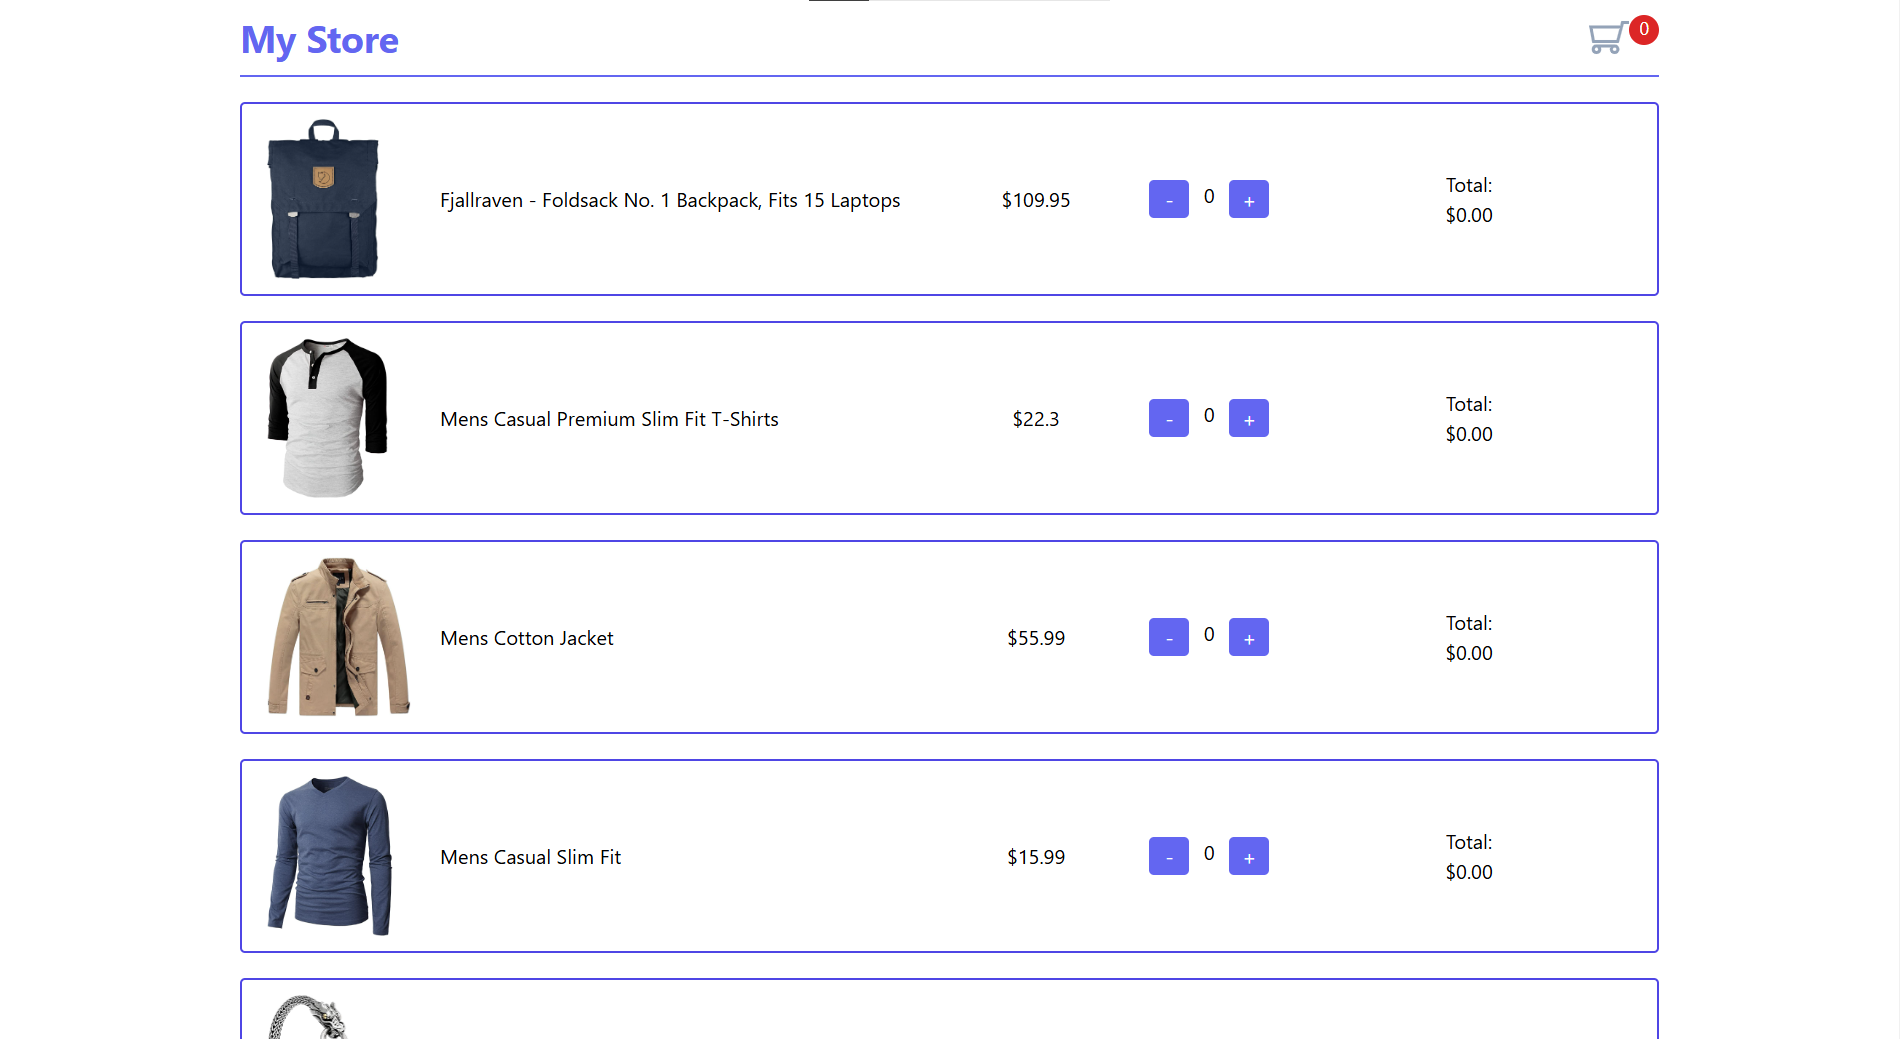 My Store
0
Fjallraven - Foldsack No. 1 Backpack, Fits 15 Laptops
$109.95
- 0 +
Total:
$0.00
Mens Casual Premium Slim Fit T-Shirts
$22.3
- 0 +
Total:
$0.00
Mens Cotton Jacket
$55.99
- 0 +
Total:
$0.00
Mens Casual Slim Fit
$15.99
- 0 +
Total:
$0.00